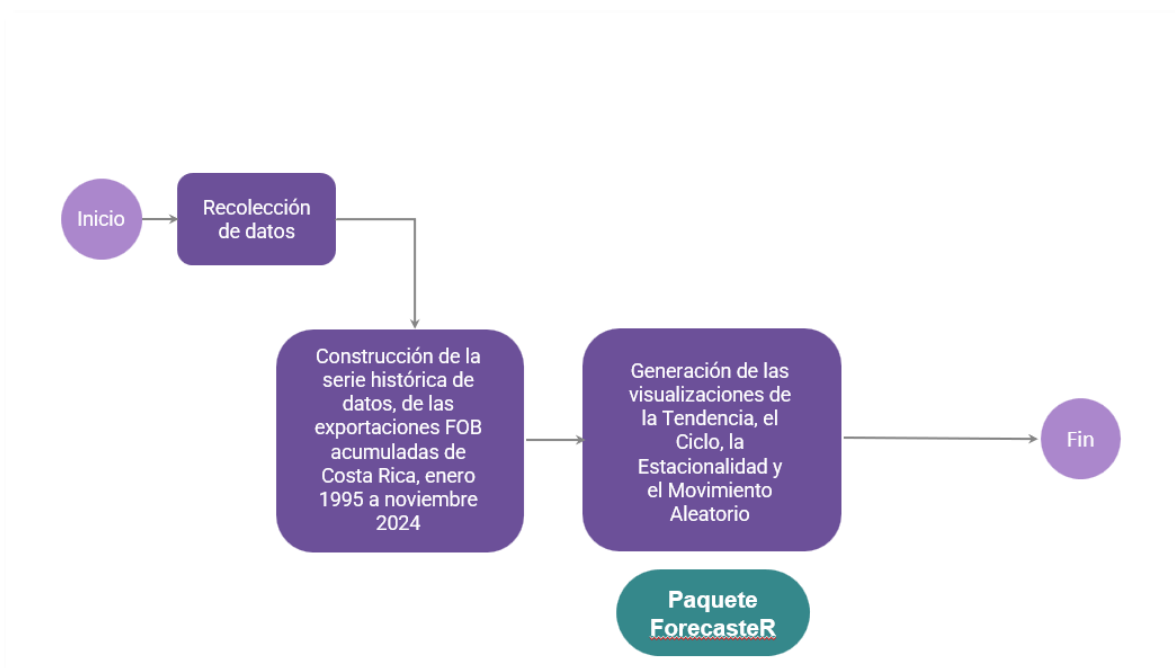 Inicio
Recolección
de datos
Construcción de la
serie histórica de
datos, de las
exportaciones FOB
acumuladas de
Costa Rica, enero
1995 a noviembre
2024
Generación de las
visualizaciones de
la Tendencia, el
Ciclo, la
Estacionalidad y
el Movimiento
Aleatorio
Fin
Paquete
ForecasteR